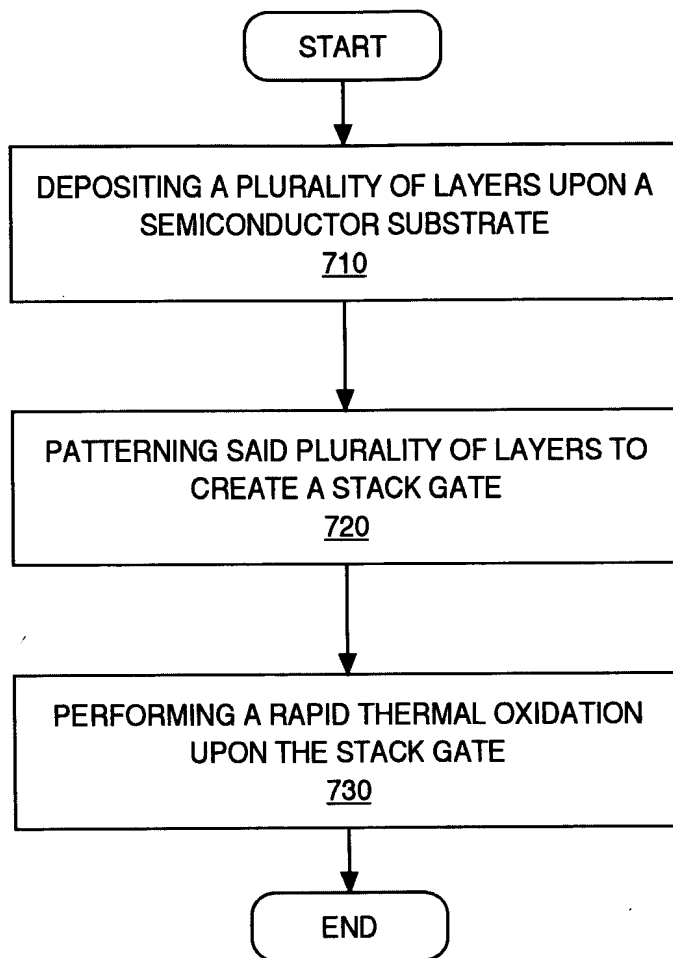 START
DEPOSITING A PLURALITY OF LAYERS UPON A
SEMICONDUCTOR SUBSTRATE
710
PATTERNING SAID PLURALITY OF LAYERS TO
CREATE A STACK GATE
720
PERFORMING A RAPID THERMAL OXIDATION
UPON THE STACK GATE
730
END